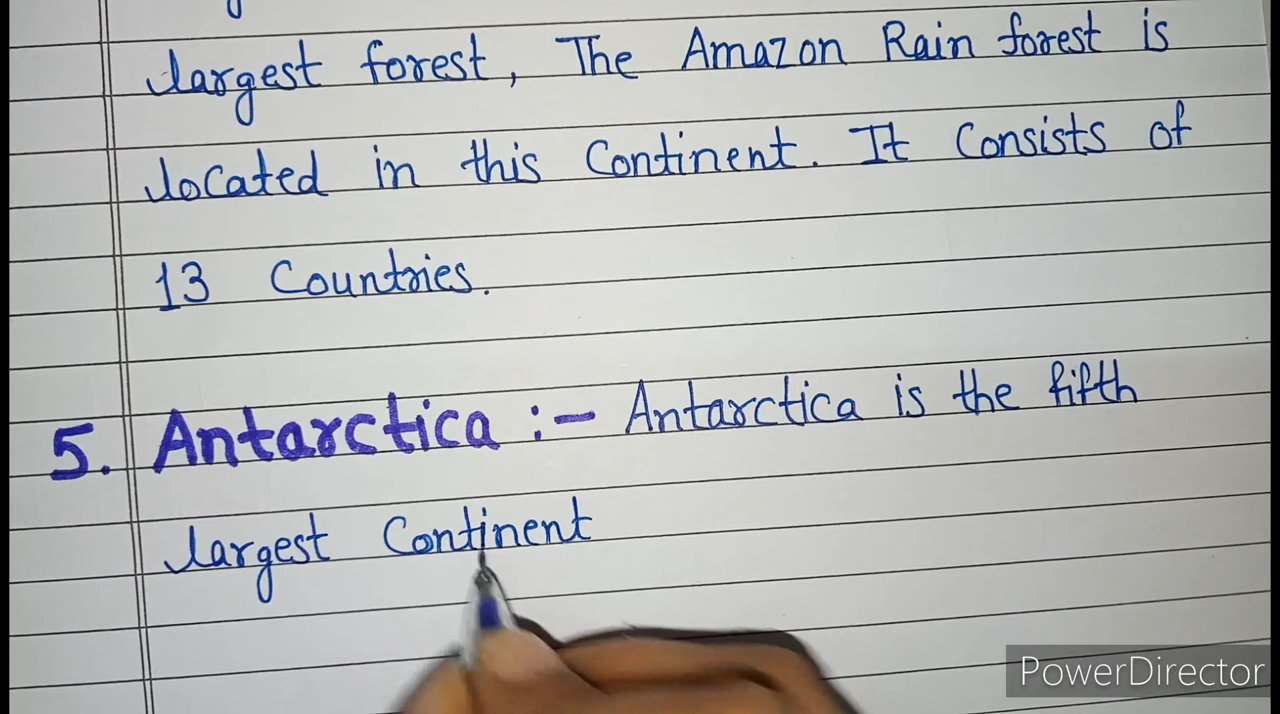 largest forest, The Amazon Rain forest is
located in this Continent. It Consists of
13 Countries.
5. Antarctica :- Antarctica is the fifth
largest Continent
PowerDirector